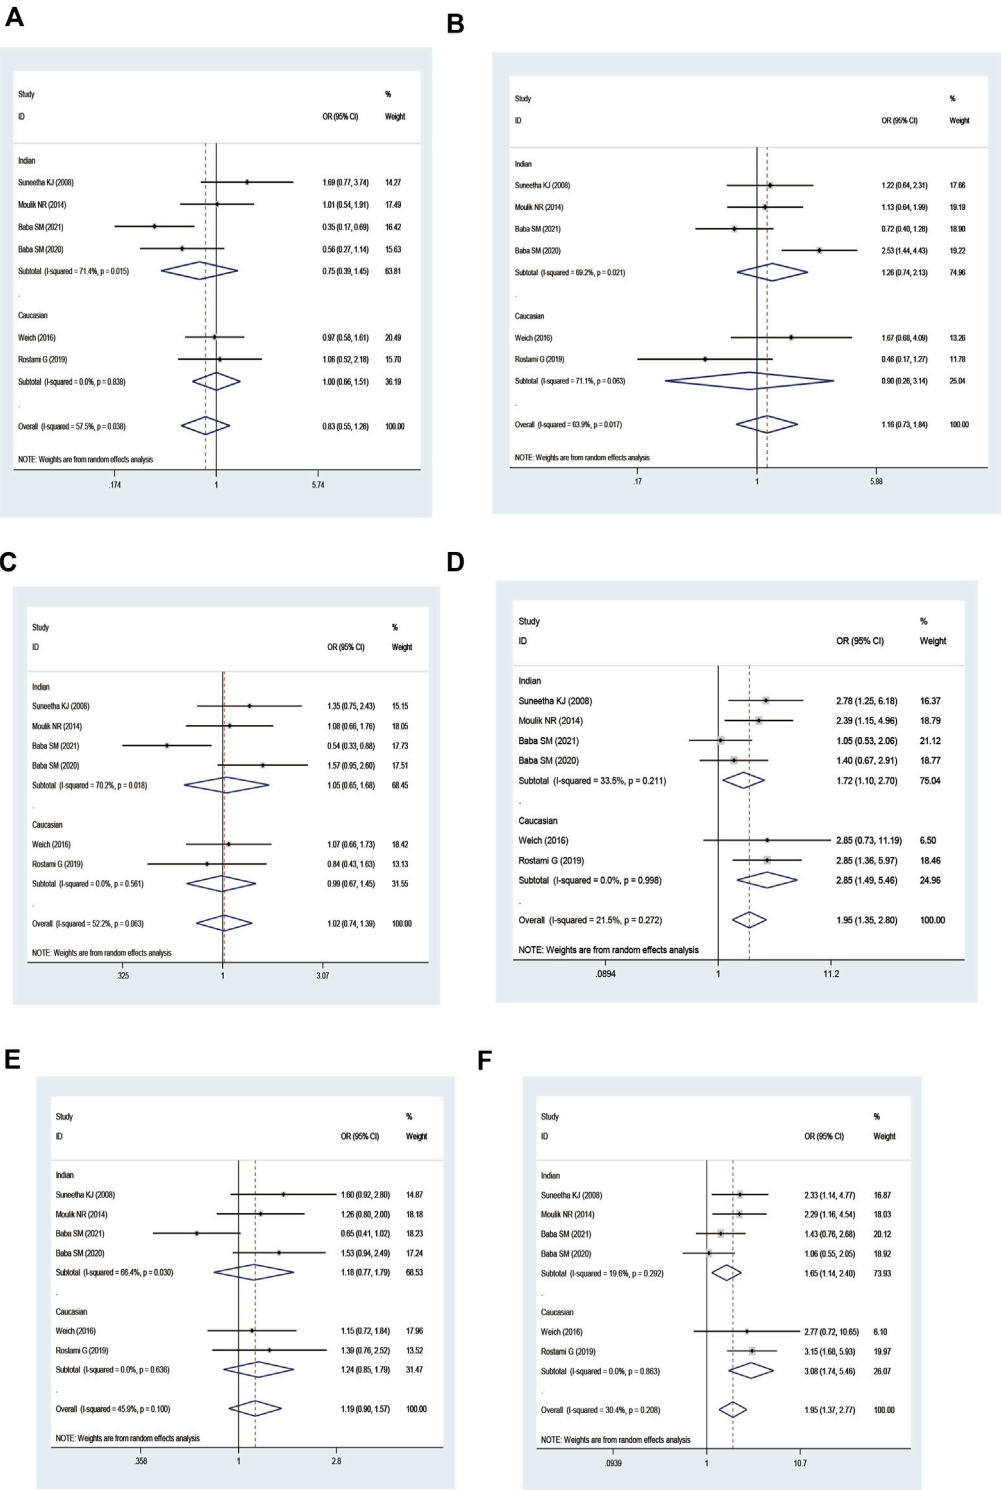 A
Study %
ID OR (95% CI) Weight
Indian
Suneetha KJ (2008) 1.69 (0.77, 3.74) 14.27
Moulik NR (2014) 1.01 (0.54, 1.91) 17.49
Baba SM (2021) 0.35 (0.17, 0.69) 16.42
Baba SM (2020) 0.56 (0.27, 1.14) 15.63
Subtotal (I-squared = 71.4%, p = 0.015) 0.75 (0.39, 1.45) 63.81
.
Caucasian
Weich (2016) 0.97 (0.58, 1.61) 20.49
Rostami G (2019) 1.06 (0.52, 2.18) 15.70
Subtotal (I-squared = 0.0%, p = 0.838) 1.00 (0.66, 1.51) 36.19
.
Overall (I-squared = 57.5%, p = 0.038) 0.83 (0.55, 1.26) 100.00
NOTE: Weights are from random effects analysis
.174 1 5.74
B
Study %
ID OR (95% CI) Weight
Indian
Suneetha KJ (2008) 1.22 (0.64, 2.31) 17.66
Moulik NR (2014) 1.13 (0.64, 1.99) 19.19
Baba SM (2021) 0.72 (0.40, 1.28) 18.90
Baba SM (2020) 2.53 (1.44, 4.43) 19.22
Subtotal (I-squared = 69.2%, p = 0.021) 1.26 (0.74, 2.13) 74.96
.
Caucasian
Weich (2016) 1.67 (0.68, 4.09) 13.26
Rostami G (2019) 0.46 (0.17, 1.27) 11.78
Subtotal (I-squared = 71.1%, p = 0.063) 0.90 (0.26, 3.14) 25.04
.
Overall (I-squared = 63.9%, p = 0.017) 1.16 (0.73, 1.84) 100.00
NOTE: Weights are from random effects analysis
.17 1 5.88
C
Study %
ID OR (95% CI) Weight
Indian
Suneetha KJ (2008) 1.35 (0.75, 2.43) 15.15
Moulik NR (2014) 1.08 (0.66, 1.76) 18.05
Baba SM (2021) 0.54 (0.33, 0.88) 17.73
Baba SM (2020) 1.57 (0.95, 2.60) 17.51
Subtotal (I-squared = 70.2%, p = 0.018) 1.05 (0.65, 1.68) 68.45
.
Caucasian
Weich (2016) 1.07 (0.66, 1.73) 18.42
Rostami G (2019) 0.84 (0.43, 1.63) 13.13
Subtotal (I-squared = 0.0%, p = 0.561) 0.99 (0.67, 1.45) 31.55
.
Overall (I-squared = 52.2%, p = 0.063) 1.02 (0.74, 1.39) 100.00
NOTE: Weights are from random effects analysis
.325 1 3.07
D
Study %
ID OR (95% CI) Weight
Indian
Suneetha KJ (2008) 2.78 (1.25, 6.18) 16.37
Moulik NR (2014) 2.39 (1.15, 4.96) 18.79
Baba SM (2021) 1.05 (0.53, 2.06) 21.12
Baba SM (2020) 1.40 (0.67, 2.91) 18.77
Subtotal (I-squared = 33.5%, p = 0.211) 1.72 (1.10, 2.70) 75.04
.
Caucasian
Weich (2016) 2.85 (0.73, 11.19) 6.50
Rostami G (2019) 2.85 (1.36, 5.97) 18.46
Subtotal (I-squared = 0.0%, p = 0.998) 2.85 (1.49, 5.46) 24.96
.
Overall (I-squared = 21.5%, p = 0.272) 1.95 (1.35, 2.80) 100.00
NOTE: Weights are from random effects analysis
.0894 1 11.2
E
Study %
ID OR (95% CI) Weight
Indian
Suneetha KJ (2008) 1.60 (0.92, 2.80) 14.87
Moulik NR (2014) 1.26 (0.80, 2.00) 18.18
Baba SM (2021) 0.65 (0.41, 1.02) 18.23
Baba SM (2020) 1.53 (0.94, 2.49) 17.24
Subtotal (I-squared = 66.4%, p = 0.030) 1.18 (0.77, 1.79) 68.53
.
Caucasian
Weich (2016) 1.15 (0.72, 1.84) 17.96
Rostami G (2019) 1.39 (0.76, 2.52) 13.52
Subtotal (I-squared = 0.0%, p = 0.636) 1.24 (0.85, 1.79) 31.47
.
Overall (I-squared = 45.9%, p = 0.100) 1.19 (0.90, 1.57) 100.00
NOTE: Weights are from random effects analysis
.358 1 2.8
F
Study %
ID OR (95% CI) Weight
Indian
Suneetha KJ (2008) 2.33 (1.14, 4.77) 16.87
Moulik NR (2014) 2.29 (1.16, 4.54) 18.03
Baba SM (2021) 1.43 (0.76, 2.68) 20.12
Baba SM (2020) 1.06 (0.55, 2.05) 18.92
Subtotal (I-squared = 19.6%, p = 0.292) 1.65 (1.14, 2.40) 73.93
.
Caucasian
Weich (2016) 2.77 (0.72, 10.65) 6.10
Rostami G (2019) 3.15 (1.68, 5.93) 19.97
Subtotal (I-squared = 0.0%, p = 0.863) 3.08 (1.74, 5.46) 26.07
.
Overall (I-squared = 30.4%, p = 0.208) 1.95 (1.37, 2.77) 100.00
NOTE: Weights are from random effects analysis
.0939 1 10.7